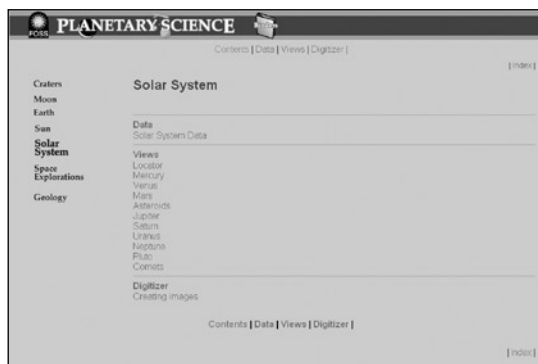 FOSS PLANETARY SCIENCE
Contents | Data | Views | Digitizer |
| Index |
Craters
Moon
Earth
Sun
Solar
System
Space
Explorations
Geology
Solar System
Data
Solar System Data
Views
Locator
Mercury
Venus
Mars
Asteroids
Jupiter
Saturn
Uranus
Neptune
Pluto
Comets
Digitizer
Creating Images
Contents | Data | Views | Digitizer |
| Index |